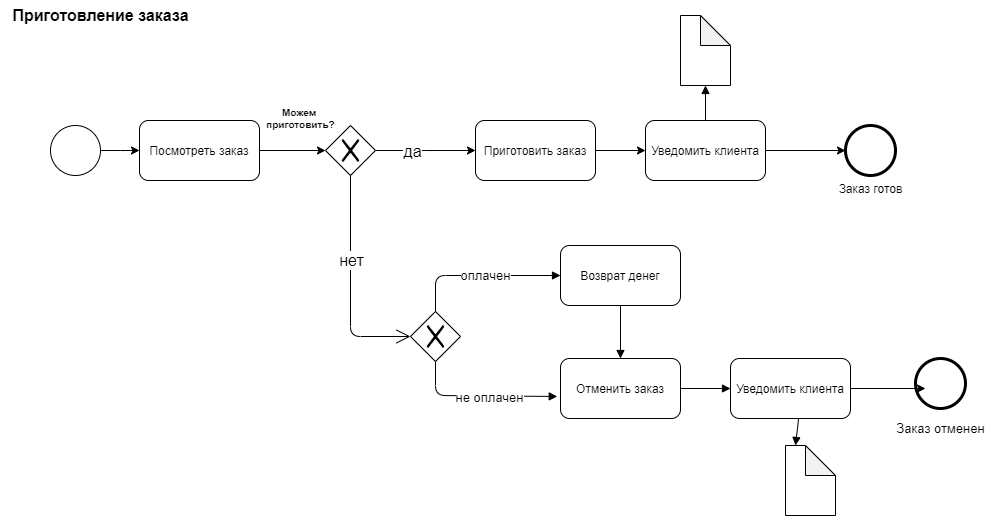 Приготовление заказа
Можем
приготовить?
Посмотреть заказ
да
Приготовить заказ
Уведомить клиента
Заказ готов
нет
оплачен
Возврат денег
не оплачен
Отменить заказ
Уведомить клиента
Заказ отменен